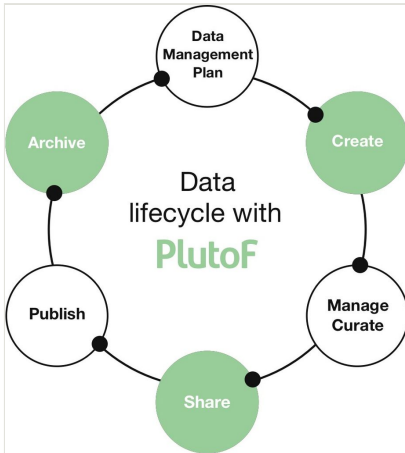 Data
Management
Plan
Archive
Create
Data
lifecycle with
PlutoF
Publish
Manage
Curate
Share